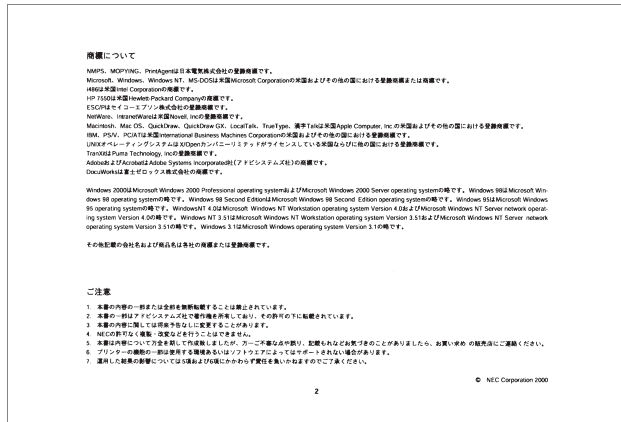 商標について
NMPS、MOPYING、PrintAgentは日本電気株式会社の登録商標です。
Microsoft、Windows、Windows NT、MS-DOSは米国Microsoft Corporationの米国およびその他の国における登録商標または商標です。
i486は米国Intel Corporationの商標です。
HP 7550は米国Hewlett-Packard Companyの商標です。
ESC/Pはセイコーエプソン株式会社の登録商標です。
NetWare、IntranetWareは米国Novell, Incの登録商標です。
Macintosh、Mac OS、QuickDraw、QuickDraw GX、LocalTalk、TrueType、漢字Talkは米国Apple Computer, Inc.の米国およびその他の国における登録商標です。
IBM、PS/V、PC/ATは米国International Business Machines Corporationの米国およびその他の国における登録商標です。
UNIXオペレーティングシステムはX/Openカンパニーリミテッドがライセンスしている米国ならびに他の国における登録商標です。
TranXitはPuma Technology, Incの登録商標です。
AdobeおよびAcrobatはAdobe Systems Incorporated社(アドビシステムズ社)の商標です。
DocuWorksは富士ゼロックス株式会社の商標です。
Windows 2000はMicrosoft Windows 2000 Professional operating systemおよびMicrosoft Windows 2000 Server operating systemの略です。Windows 98はMicrosoft Win-
dows 98 operating systemの略です。Windows 98 Second EditionはMicrosoft Windows 98 Second Edition operating systemの略です。Windows 95はMicrosoft Windows
95 operating systemの略です。WindowsNT 4.0はMicrosoft Windows NT Workstation operating system Version 4.0およびMicrosoft Windows NT Server network operat-
ing system Version 4.0の略です。Windows NT 3.51はMicrosoft Windows NT Workstation operating system Version 3.51およびMicrosoft Windows NT Server network
operating system Version 3.51の略です。Windows 3.1はMicrosoft Windows operating system Version 3.1の略です。
その他記載の会社名および商品名は各社の商標または登録商標です。
ご注意
1. 本書の内容の一部または全部を無断転載することは禁止されています。
2. 本書の一部はアドビシステムズ社で著作権を所有しており、その許可の下に転載されています。
3. 本書の内容に関しては将来予告なしに変更することがあります。
4. NECの許可なく複製・改変などを行うことはできません。
5. 本書は内容について万全を期して作成致しましたが、万一ご不審な点や誤り、記載もれなどお気づきのことがありましたら、お買い求め の販売店にご連絡ください。
6. プリンターの機能の一部は使用する環境あるいはソフトウエアによってはサポートされない場合があります。
7. 運用した結果の影響については5項および6項にかかわらず責任を負いかねますのでご了承ください。
© NEC Corporation 2000
2